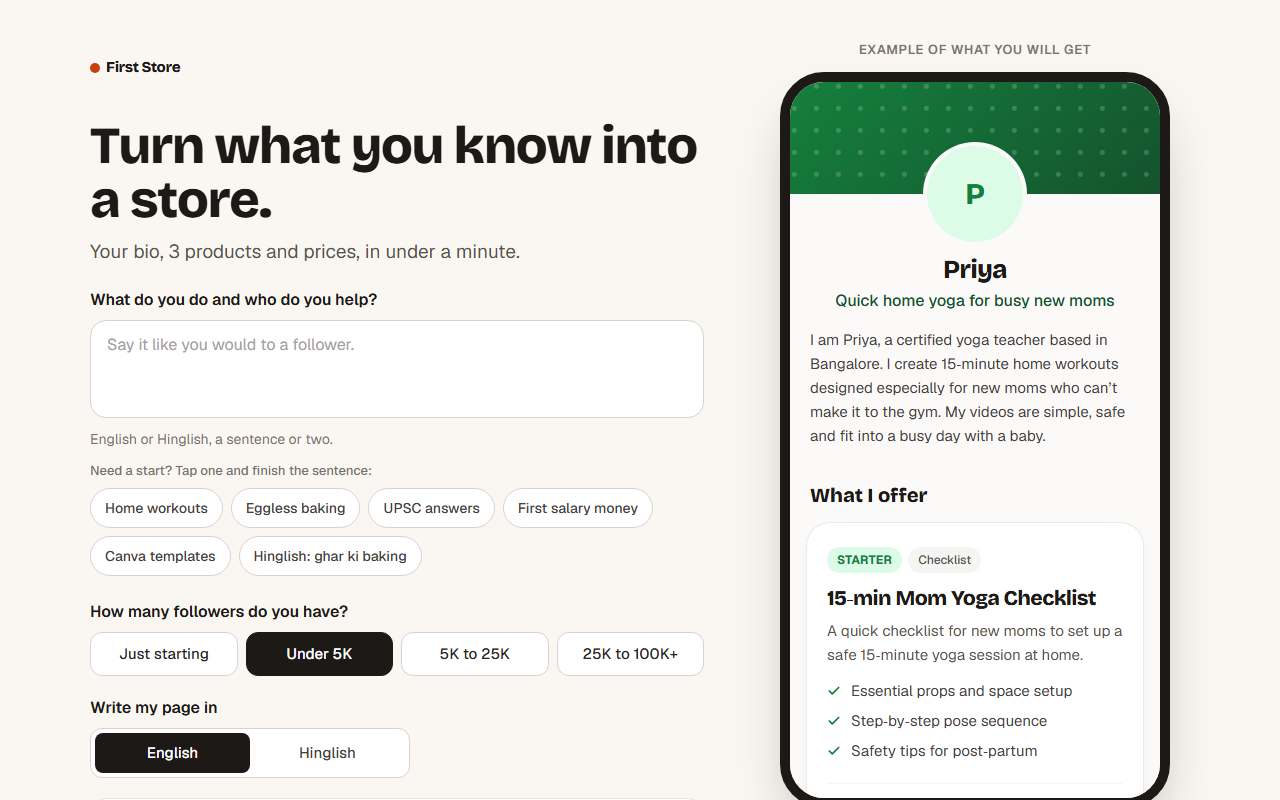 First Store
Turn what you know into
a store.
Your bio, 3 products and prices, in under a minute.
What do you do and who do you help?
Say it like you would to a follower.
English or Hinglish, a sentence or two.
Need a start? Tap one and finish the sentence:
Home workouts
Eggless baking
UPSC answers
First salary money
Canva templates
Hinglish: ghar ki baking
How many followers do you have?
Just starting
Under 5K
5K to 25K
25K to 100K+
Write my page in
English
Hinglish
EXAMPLE OF WHAT YOU WILL GET
P
Priya
Quick home yoga for busy new moms
I am Priya, a certified yoga teacher based in
Bangalore. I create 15-minute home workouts
designed especially for new moms who can’t
make it to the gym. My videos are simple, safe
and fit into a busy day with a baby.
What I offer
STARTER
Checklist
15-min Mom Yoga Checklist
A quick checklist for new moms to set up a
safe 15-minute yoga session at home.
Essential props and space setup
Step-by-step pose sequence
Safety tips for post-partum